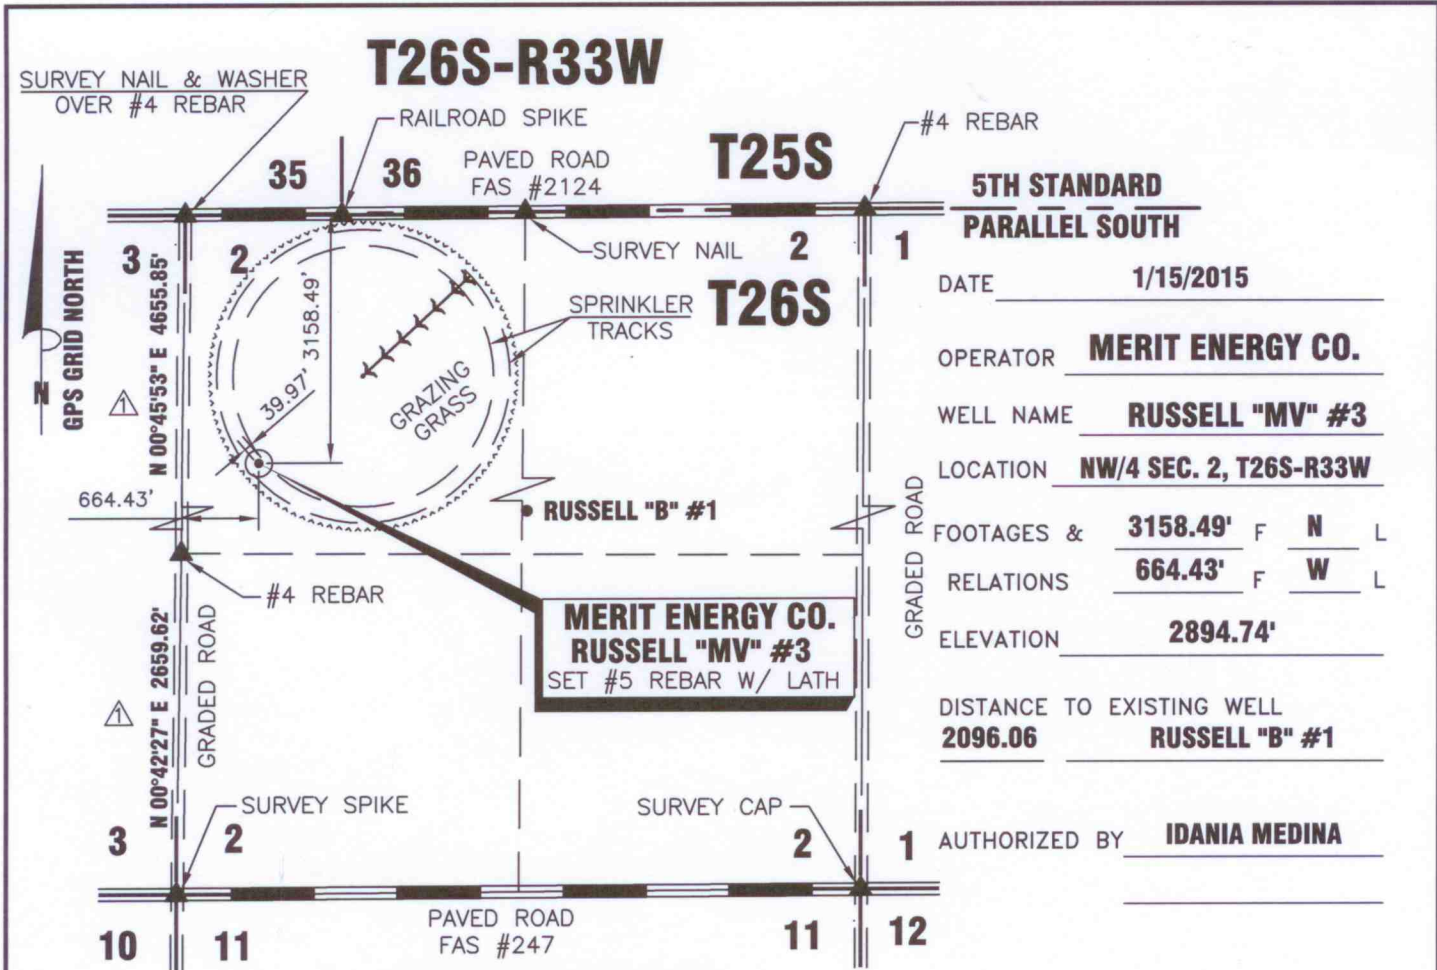 T26S-R33W
SURVEY NAIL & WASHER
OVER #4 REBAR
RAILROAD SPIKE
#4 REBAR
35
36
PAVED ROAD
FAS #2124
T25S
5TH STANDARD
PARALLEL SOUTH
3
2
SURVEY NAIL
2
1
GPS GRID NORTH
N
N 00°45'53" E 4655.85'
1
3158.49'
39.97'
SPRINKLER
TRACKS
T26S
GRAZING
GRASS
664.43'
RUSSELL "B" #1
#4 REBAR
GRADED ROAD
MERIT ENERGY CO.
RUSSELL "MV" #3
SET #5 REBAR W/ LATH
N 00°42'27" E 2659.62'
1
GRADED ROAD
SURVEY SPIKE
SURVEY CAP
3
2
2
1
PAVED ROAD
FAS #247
10
11
11
12
DATE 1/15/2015
OPERATOR MERIT ENERGY CO.
WELL NAME RUSSELL "MV" #3
LOCATION NW/4 SEC. 2, T26S-R33W
FOOTAGES & 3158.49' F N L
RELATIONS 664.43' F W L
ELEVATION 2894.74'
DISTANCE TO EXISTING WELL
2096.06 RUSSELL "B" #1
AUTHORIZED BY IDANIA MEDINA